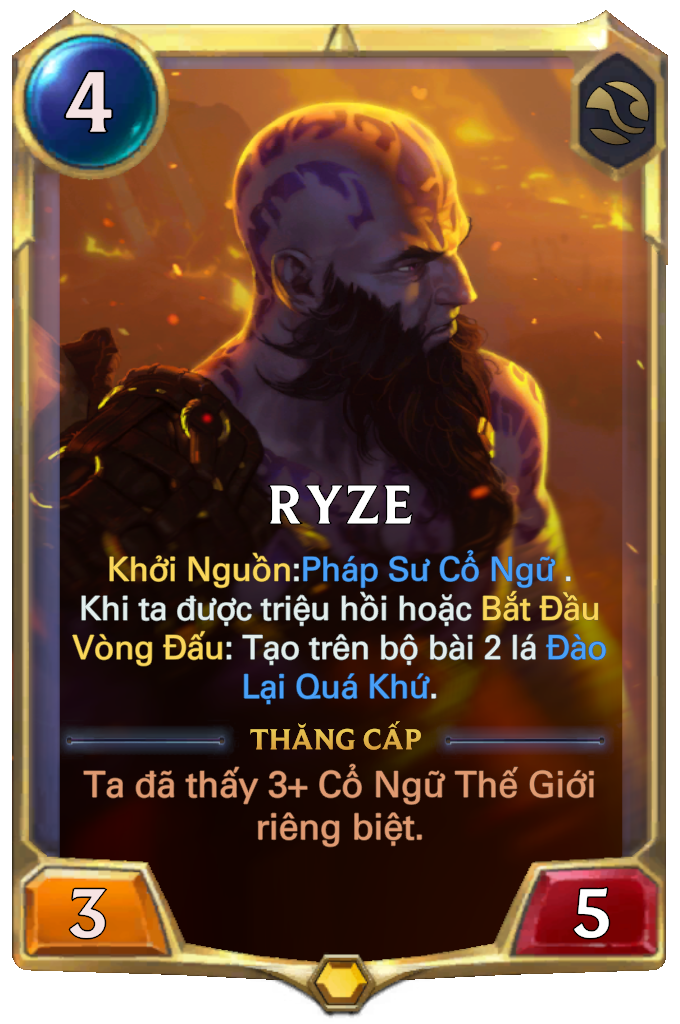 4
RYZE
Khởi Nguồn:Pháp Sư Cổ Ngữ .
Khi ta được triệu hồi hoặc Bắt Đầu
Vòng Đấu: Tạo trên bộ bài 2 lá Đào
Lại Quá Khứ.
THĂNG CẤP
Ta đã thấy 3+ Cổ Ngữ Thế Giới
riêng biệt.
3
5